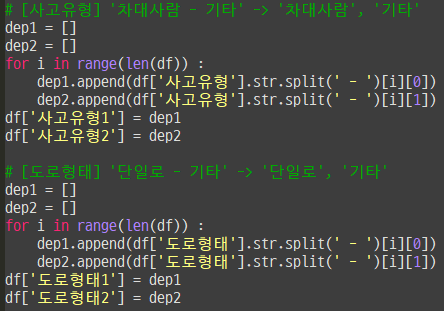 # [사고유형] '차대사람 - 기타' -> '차대사람', '기타'
dep1 = []
dep2 = []
for i in range(len(df)) :
    dep1.append(df['사고유형'].str.split(' - ')[i][0])
    dep2.append(df['사고유형'].str.split(' - ')[i][1])
df['사고유형1'] = dep1
df['사고유형2'] = dep2

# [도로형태] '단일로 - 기타' -> '단일로', '기타'
dep1 = []
dep2 = []
for i in range(len(df)) :
    dep1.append(df['도로형태'].str.split(' - ')[i][0])
    dep2.append(df['도로형태'].str.split(' - ')[i][1])
df['도로형태1'] = dep1
df['도로형태2'] = dep2